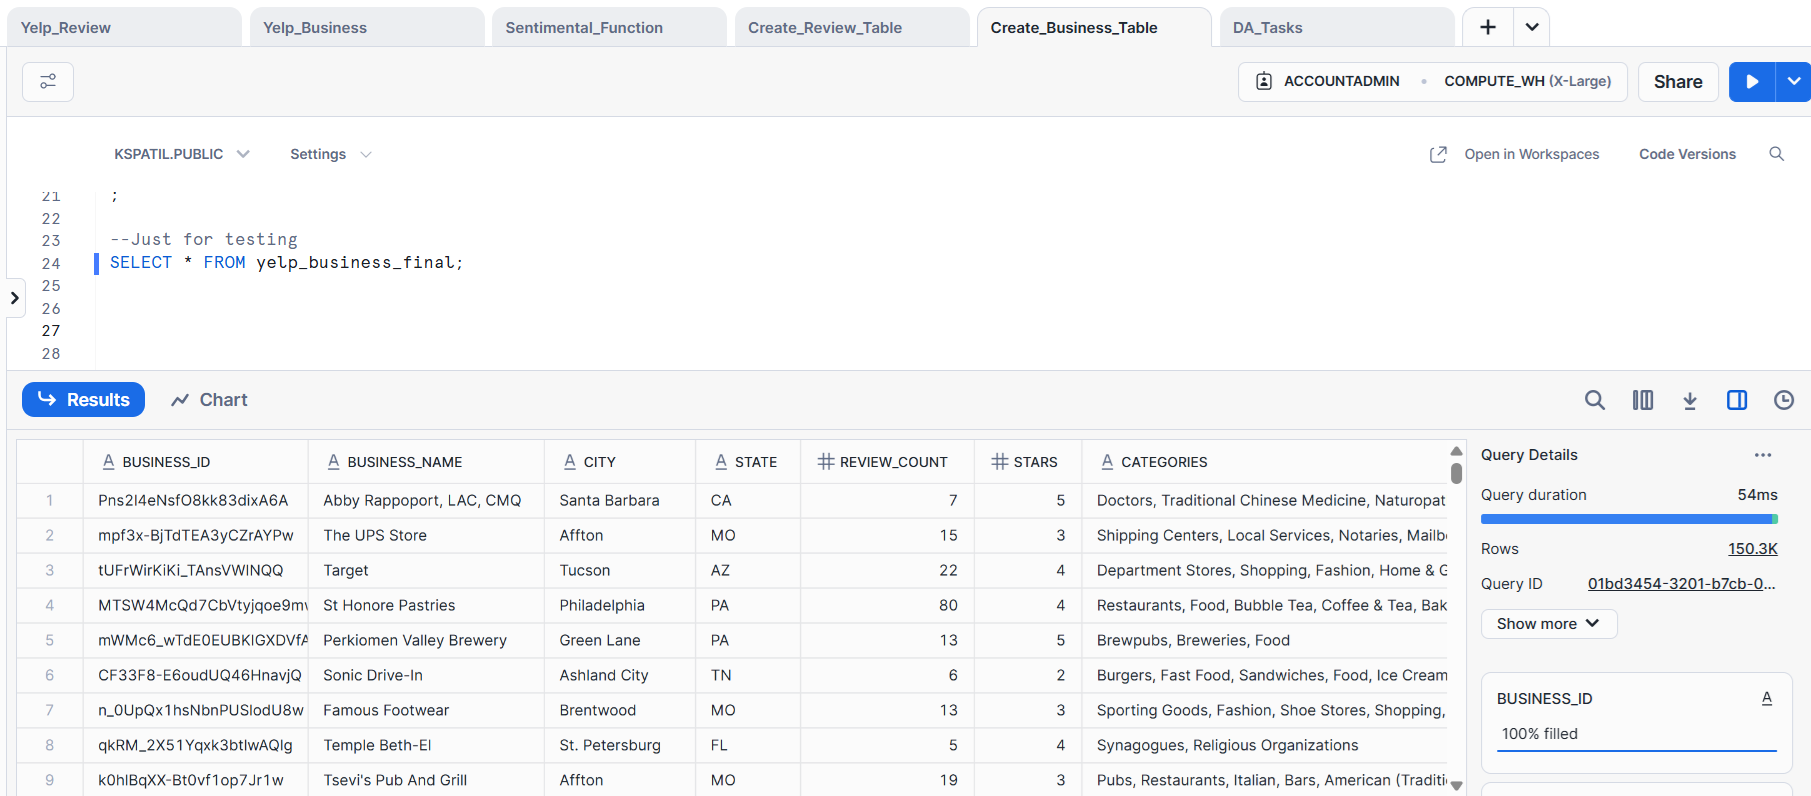 Yelp_Review Yelp_Business Sentimental_Function Create_Review_Table Create_Business_Table DA_Tasks
ACCOUNTADMIN • COMPUTE_WH (X-Large) Share
KSPATIL.PUBLIC Settings Open in Workspaces Code Versions
21 ;
22
23 --Just for testing
24 SELECT * FROM yelp_business_final;
25
26
27
28
Results Chart
BUSINESS_ID BUSINESS_NAME CITY STATE REVIEW_COUNT STARS CATEGORIES
1 Pns2l4eNsfO8kk83dixA6A Abby Rappoport, LAC, CMQ Santa Barbara CA 7 5 Doctors, Traditional Chinese Medicine, Naturopat
2 mpf3x-BjTdTEA3yCZrAYPw The UPS Store Affton MO 15 3 Shipping Centers, Local Services, Notaries, Mailb
3 tUFrWirKiKi_TAnsVWINQQ Target Tucson AZ 22 4 Department Stores, Shopping, Fashion, Home & G
4 MTSW4McQd7CbVtyjqoe9mv St Honore Pastries Philadelphia PA 80 4 Restaurants, Food, Bubble Tea, Coffee & Tea, Bak
5 mWMc6_wTdE0EUBKIGXDVfA Perkiomen Valley Brewery Green Lane PA 13 5 Brewpubs, Breweries, Food
6 CF33F8-E6oudUQ46HnavjQ Sonic Drive-In Ashland City TN 6 2 Burgers, Fast Food, Sandwiches, Food, Ice Cream
7 n_0UpQx1hsNbnPUSlodU8w Famous Footwear Brentwood MO 13 3 Sporting Goods, Fashion, Shoe Stores, Shopping,
8 qkRM_2X51Yqxk3btlwAQIg Temple Beth-El St. Petersburg FL 5 4 Synagogues, Religious Organizations
9 k0hlBqXX-Bt0vf1op7Jr1w Tsevi's Pub And Grill Affton MO 19 3 Pubs, Restaurants, Italian, Bars, American (Traditi
Query Details ...
Query duration 54ms
Rows 150.3K
Query ID 01bd3454-3201-b7cb-0...
Show more
BUSINESS_ID A
100% filled